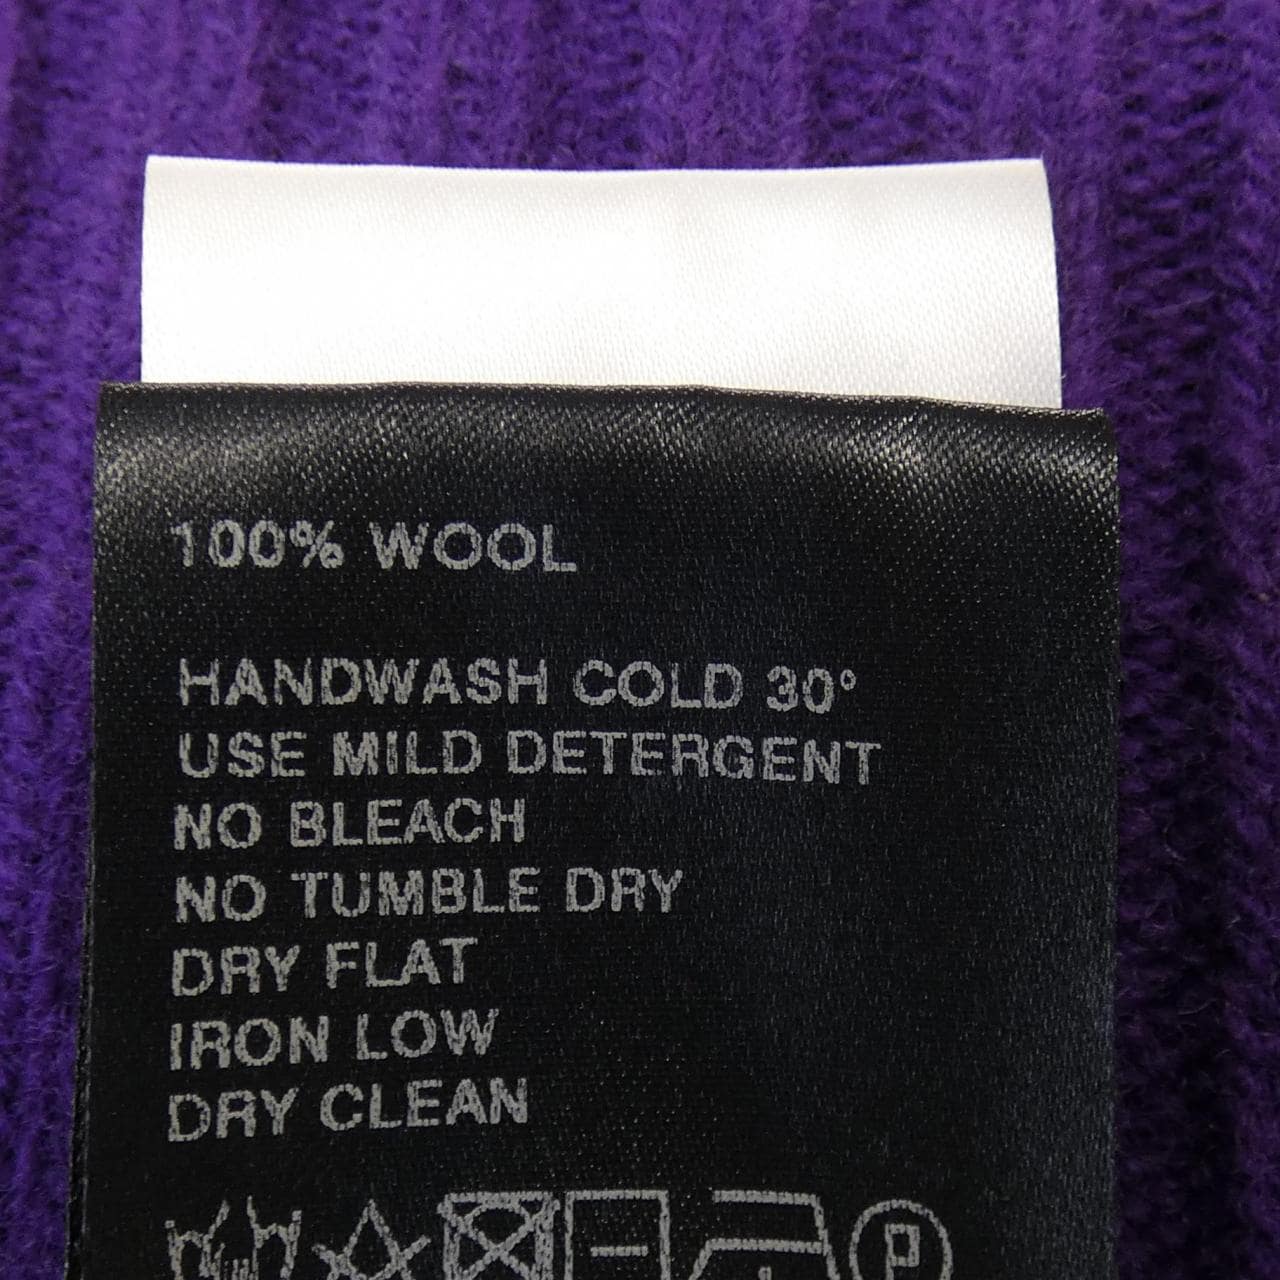 100% WOOL
HANDWASH COLD 30°
USE MILD DETERGENT
NO BLEACH
NO TUMBLE DRY
DRY FLAT
IRON LOW
DRY CLEAN
P